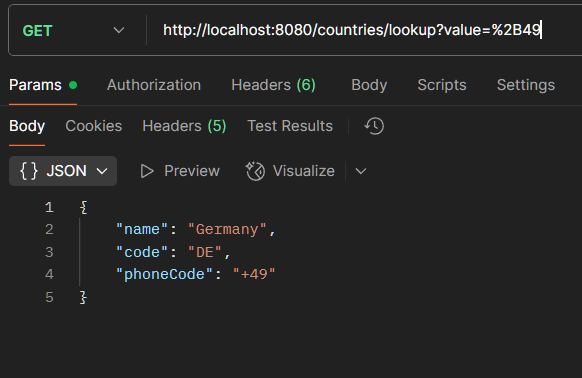 GET http://localhost:8080/countries/lookup?value=%2B49
Params Authorization Headers (6) Body Scripts Settings
Body Cookies Headers (5) Test Results
{} JSON Preview Visualize
1 {
2 "name": "Germany",
3 "code": "DE",
4 "phoneCode": "+49"
5 }